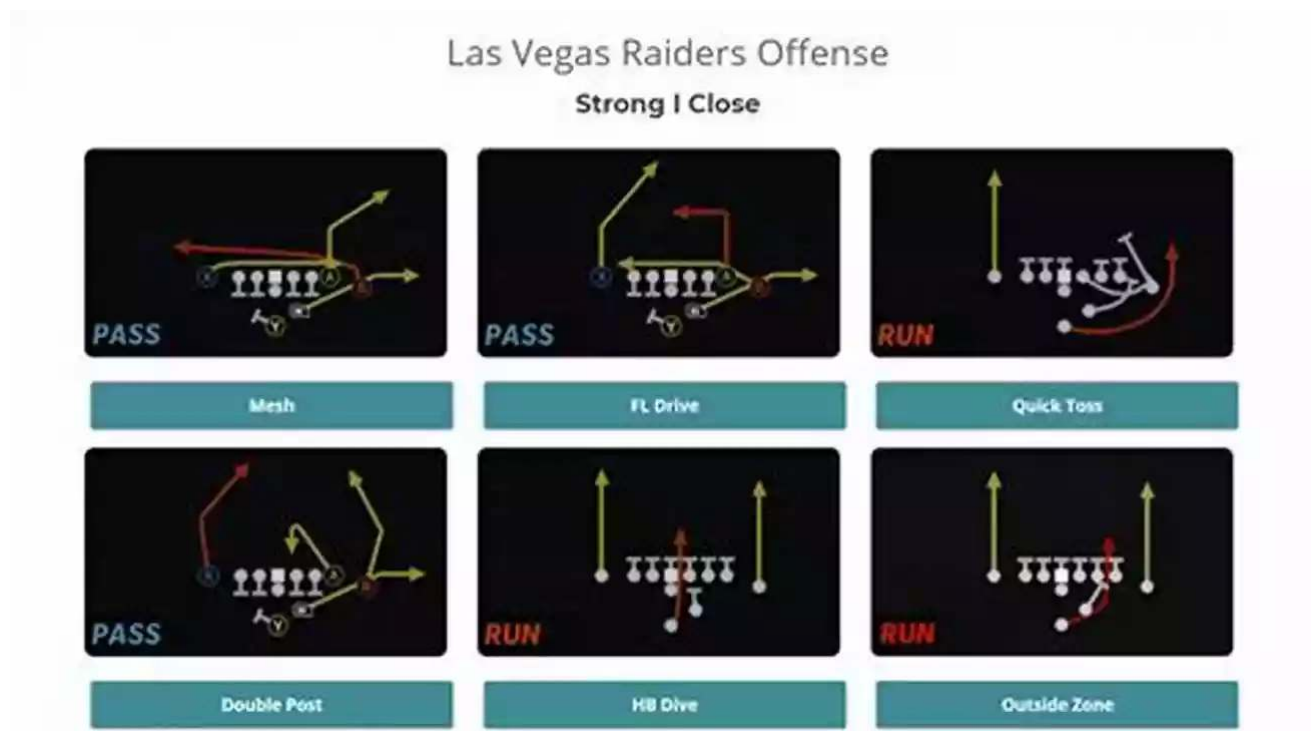 Las Vegas Raiders Offense
Strong I Close
PASS
PASS
RUN
Mesh
FL Drive
Quick Toss
PASS
RUN
RUN
Double Post
HB Dive
Outside Zone